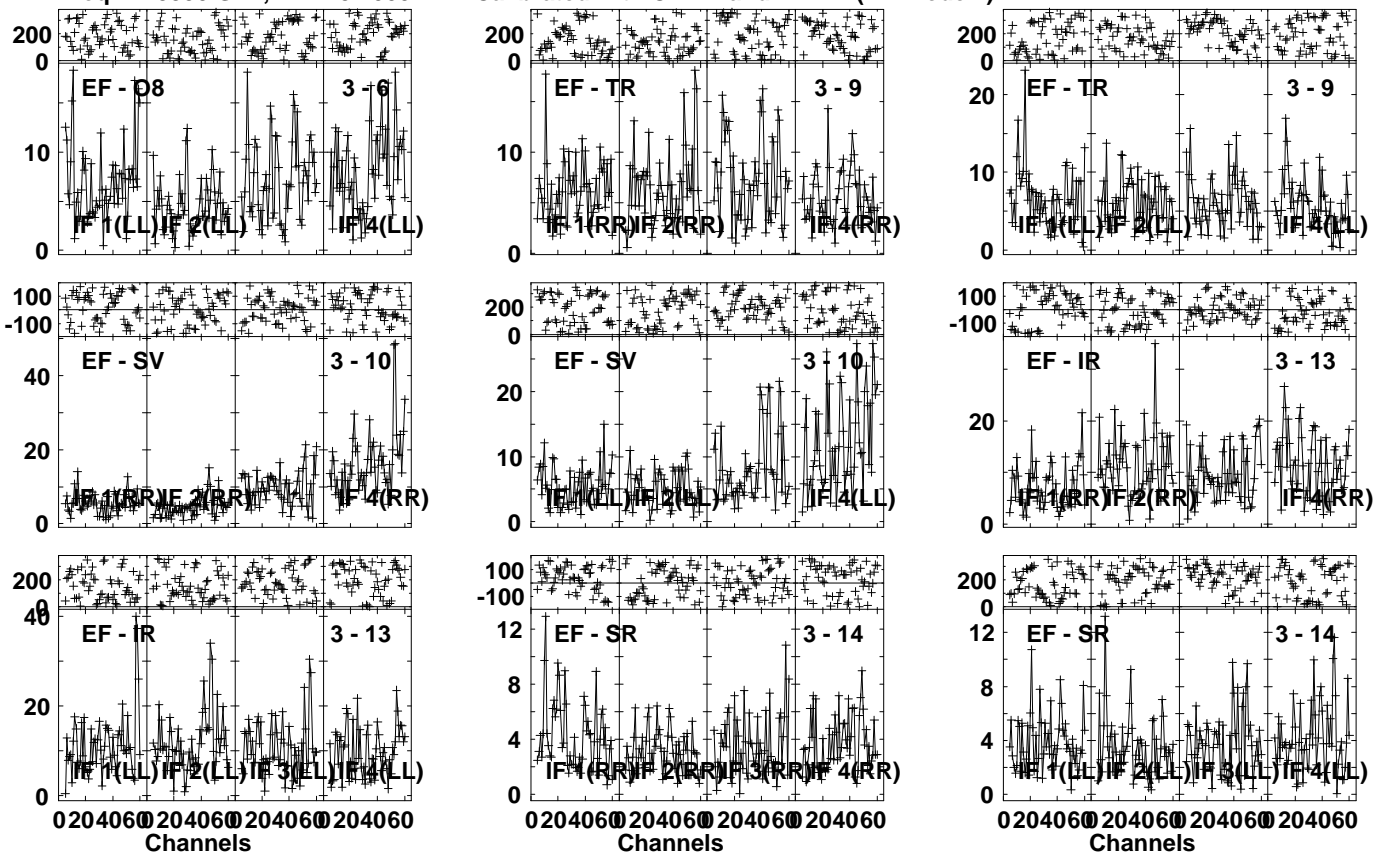 200 200 200
0 0 0
EF - O8 3 - 6 EF - TR 3 - 9 EF - TR 3 - 9
20
10 10 10
IF 1(LL) IF 2(LL) IF 4(LL) IF 1(RR) IF 2(RR) IF 4(RR) IF 1(LL) IF 2(LL) IF 4(LL)
0 0 0
100 200 100
-100 0 -100
EF - SV 3 - 10 EF - SV 3 - 10 EF - IR 3 - 13
40
20 20 20
10
IF 1(RR) IF 2(RR) IF 4(RR) IF 1(LL) IF 2(LL) IF 4(LL) IF 1(RR) IF 2(RR) IF 4(RR)
0 0 0
200 100 200
0 -100 0
40 12 12
EF - IR 3 - 13 EF - SR 3 - 14 EF - SR 3 - 14
8 8
20
4 4
IF 1(LL) IF 2(LL) IF 3(LL) IF 4(LL) IF 1(RR) IF 2(RR) IF 3(RR) IF 4(RR) IF 1(LL) IF 2(LL) IF 3(LL) IF 4(LL)
0 0 0
0 20 40 60 0 20 40 60 0 20 40 60 0 20 40 60 0 20 40 60 0 20 40 60 0 20 40 60 0 20 40 60 0 20 40 60 0 20 40 60 0 20 40 60 0 20 40 60
Channels Channels Channels